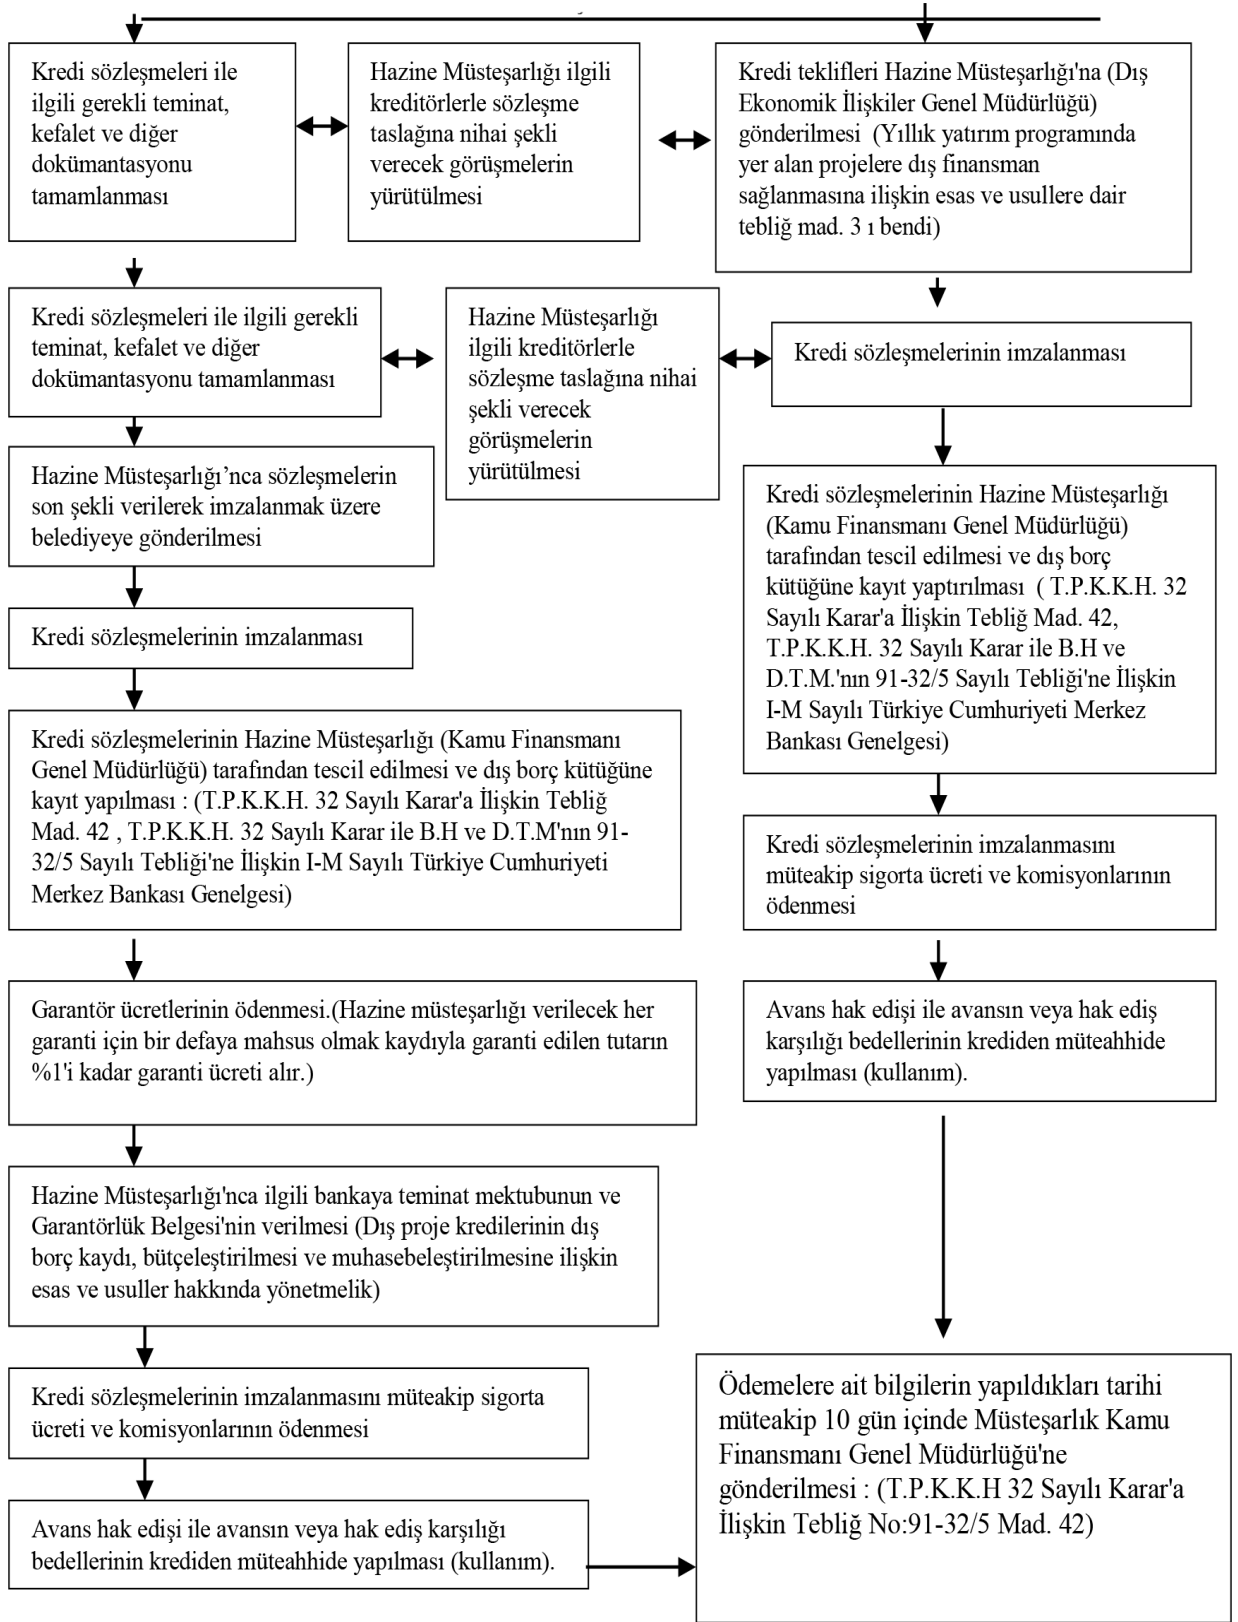 Kredi sözleşmeleri ile
ilgili gerekli teminat,
kefalet ve diğer
dokümantasyonu
tamamlanması
Hazine Müsteşarlığı ilgili
kreditörlerle sözleşme
taslağına nihai şekli
verecek görüşmelerin
yürütülmesi
Kredi teklifleri Hazine Müsteşarlığı'na (Dış
Ekonomik İlişkiler Genel Müdürlüğü)
gönderilmesi  (Yıllık yatırım programında
yer alan projelere dış finansman
sağlanmasına ilişkin esas ve usullere dair
tebliğ mad. 3 ı bendi)
Kredi sözleşmeleri ile ilgili gerekli
teminat, kefalet ve diğer
dokümantasyonu tamamlanması
Hazine Müsteşarlığı
ilgili kreditörlerle
sözleşme taslağına nihai
şekli verecek
görüşmelerin
yürütülmesi
Kredi sözleşmelerinin imzalanması
Hazine Müsteşarlığı’nca sözleşmelerin
son şekli verilerek imzalanmak üzere
belediyeye gönderilmesi
Kredi sözleşmelerinin imzalanması
Kredi sözleşmelerinin Hazine Müsteşarlığı
(Kamu Finansmanı Genel Müdürlüğü)
tarafından tescil edilmesi ve dış borç
kütüğüne kayıt yaptırılması  ( T.P.K.K.H. 32
Sayılı Karar'a İlişkin Tebliğ Mad. 42,
T.P.K.K.H. 32 Sayılı Karar ile B.H ve
D.T.M.'nın 91-32/5 Sayılı Tebliği'ne İlişkin
I-M Sayılı Türkiye Cumhuriyeti Merkez
Bankası Genelgesi)
Kredi sözleşmelerinin Hazine Müsteşarlığı (Kamu Finansmanı
Genel Müdürlüğü) tarafından tescil edilmesi ve dış borç kütüğüne
kayıt yapılması : (T.P.K.K.H. 32 Sayılı Karar'a İlişkin Tebliğ
Mad. 42 , T.P.K.K.H. 32 Sayılı Karar ile B.H ve D.T.M'nın 91-
32/5 Sayılı Tebliği'ne İlişkin I-M Sayılı Türkiye Cumhuriyeti
Merkez Bankası Genelgesi)
Kredi sözleşmelerinin imzalanmasını
müteakip sigorta ücreti ve komisyonlarının
ödenmesi
Garantör ücretlerinin ödenmesi.(Hazine müsteşarlığı verilecek her
garanti için bir defaya mahsus olmak kaydıyla garanti edilen tutarın
%1'i kadar garanti ücreti alır.)
Avans hak edişi ile avansın veya hak ediş
karşılığı bedellerinin krediden müteahhide
yapılması (kullanım).
Hazine Müsteşarlığı'nca ilgili bankaya teminat mektubunun ve
Garantörlük Belgesi'nin verilmesi (Dış proje kredilerinin dış
borç kaydı, bütçeleştirilmesi ve muhasebeleştirilmesine ilişkin
esas ve usuller hakkında yönetmelik)
Kredi sözleşmelerinin imzalanmasını müteakip sigorta
ücreti ve komisyonlarının ödenmesi
Avans hak edişi ile avansın veya hak ediş karşılığı
bedellerinin krediden müteahhide yapılması (kullanım).
Ödemelere ait bilgilerin yapıldıkları tarihi
müteakip 10 gün içinde Müsteşarlık Kamu
Finansmanı Genel Müdürlüğü'ne
gönderilmesi : (T.P.K.K.H 32 Sayılı Karar'a
İlişkin Tebliğ No:91-32/5 Mad. 42)